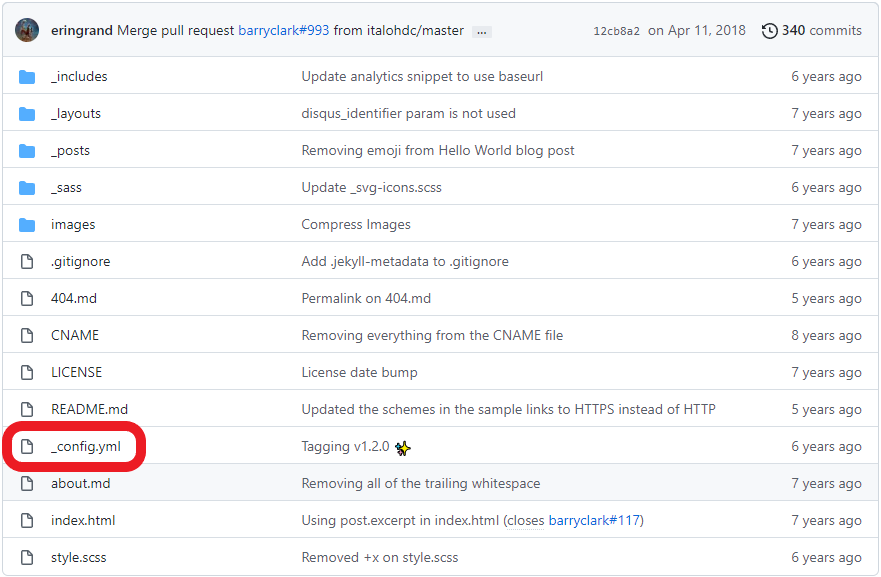 eringrand Merge pull request barryclark#993 from italohdc/master ... 12cb8a2 on Apr 11, 2018 340 commits
_includes Update analytics snippet to use baseurl 6 years ago
_layouts disqus_identifier param is not used 7 years ago
_posts Removing emoji from Hello World blog post 7 years ago
_sass Update _svg-icons.scss 6 years ago
images Compress Images 7 years ago
.gitignore Add .jekyll-metadata to .gitignore 6 years ago
404.md Permalink on 404.md 5 years ago
CNAME Removing everything from the CNAME file 8 years ago
LICENSE License date bump 7 years ago
README.md Updated the schemes in the sample links to HTTPS instead of HTTP 5 years ago
_config.yml Tagging v1.2.0 ✨ 6 years ago
about.md Removing all of the trailing whitespace 7 years ago
index.html Using post.excerpt in index.html (closes barryclark#117) 7 years ago
style.scss Removed +x on style.scss 6 years ago